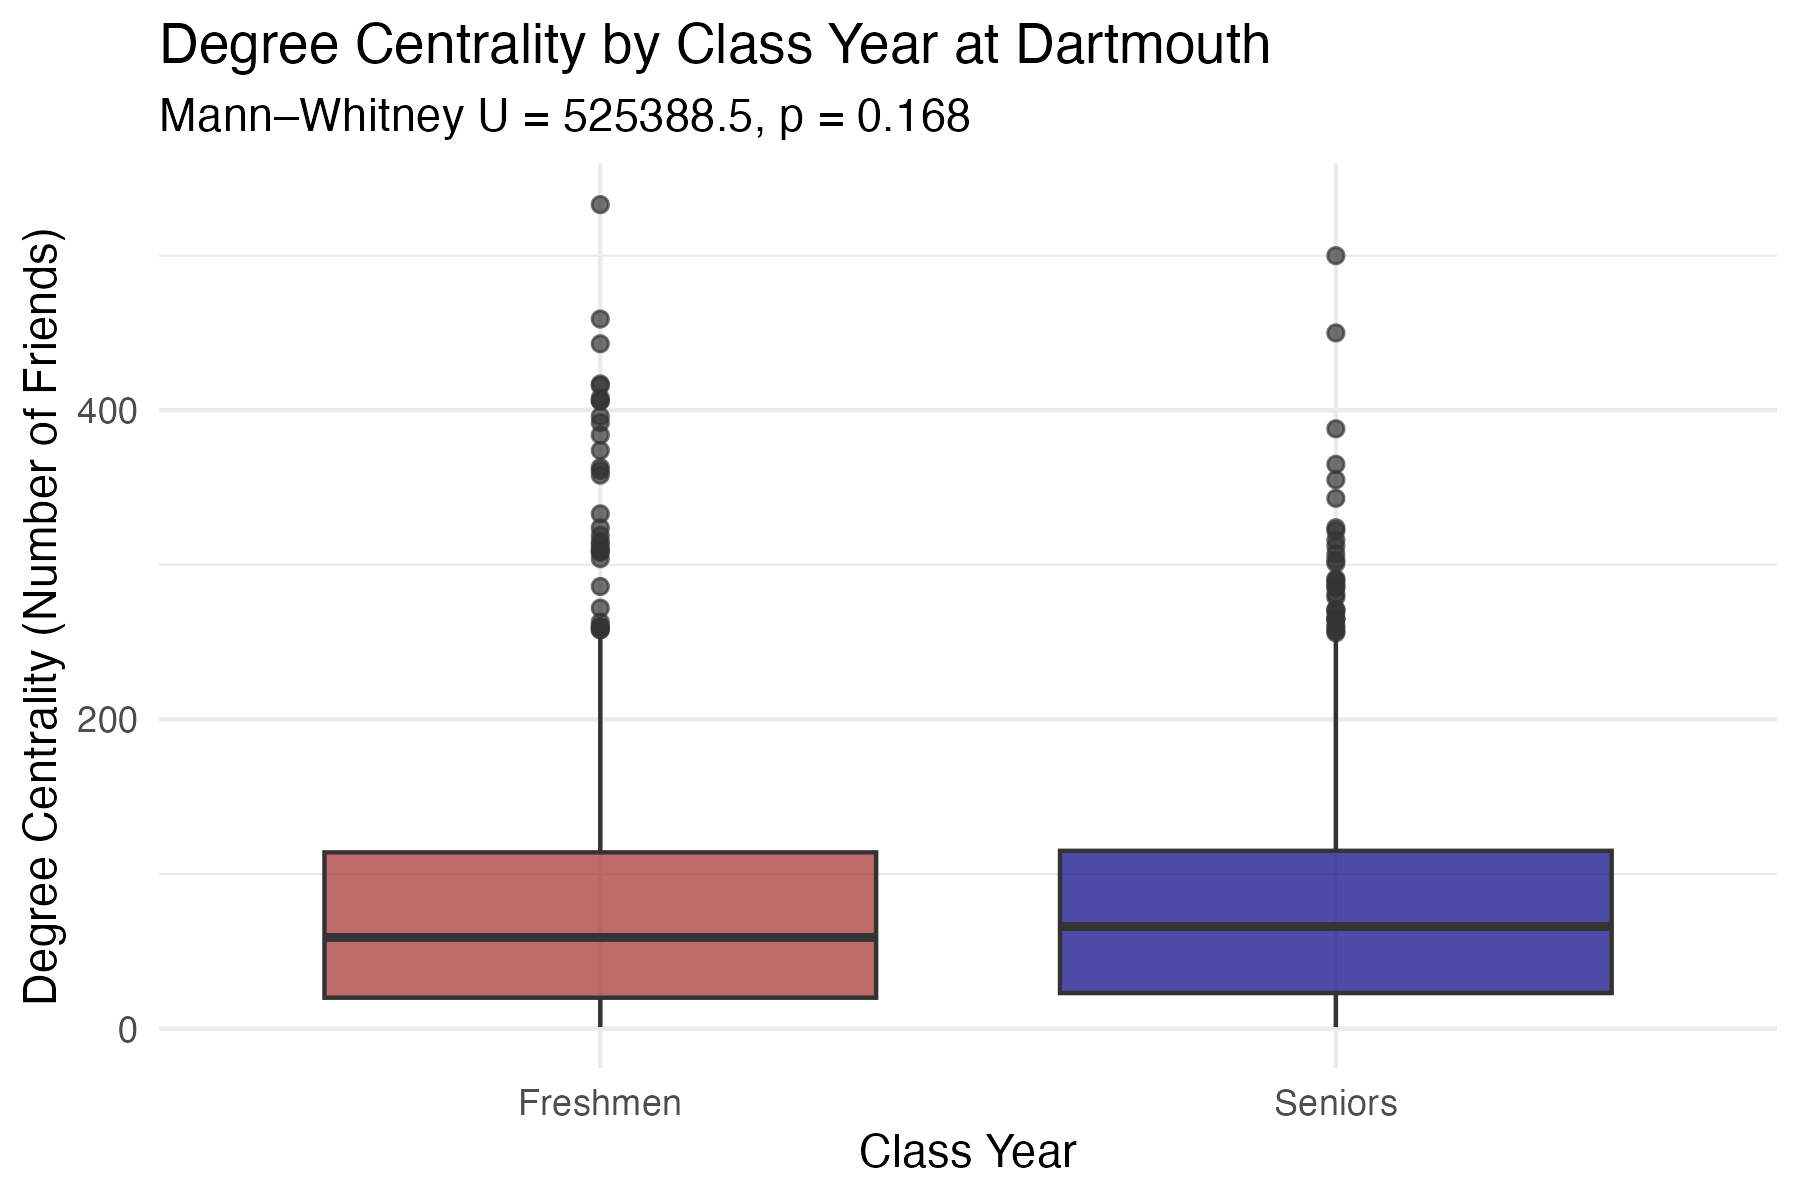 Degree Centrality by Class Year at Dartmouth
Mann–Whitney U = 525388.5, p = 0.168
Degree Centrality (Number of Friends)
400
200
0
Freshmen
Seniors
Class Year